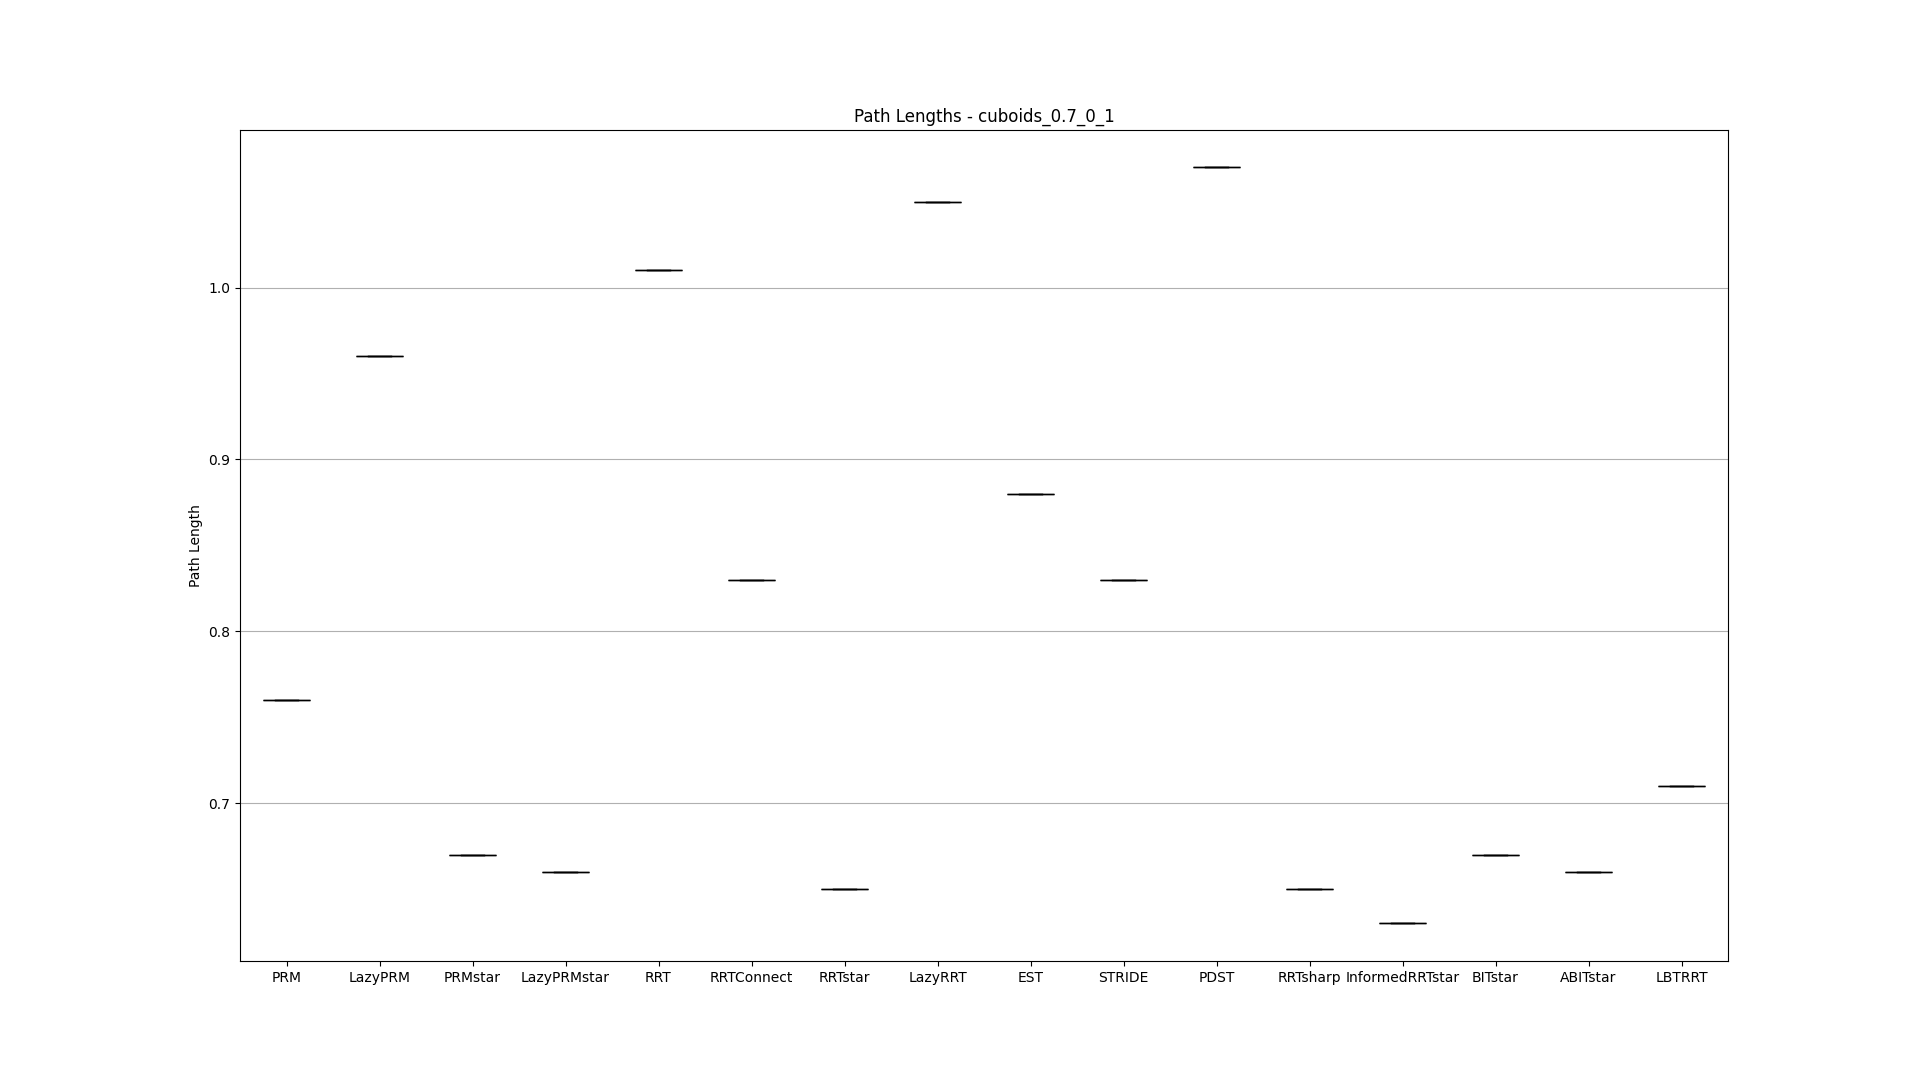 Path Lengths - cuboids_0.7_0_1
Path Length
1.0
0.9
0.8
0.7
PRM LazyPRM PRMstar LazyPRMstar RRT RRTConnect RRTstar LazyRRT EST STRIDE PDST RRTsharp InformedRRTstar BITstar ABITstar LBTRRT